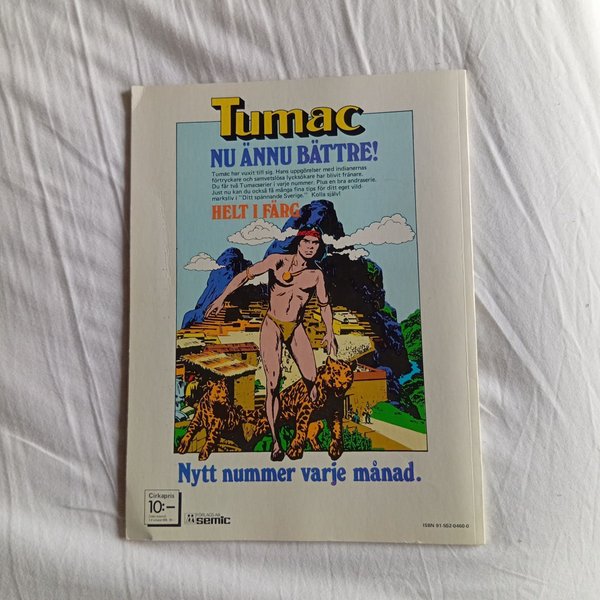 Tumac
NU ÄNNU BÄTTRE!
Tumac har vuxit till sig. Hans uppgörelser med indianernas
förtryckare och samvetslösa lycksökare har blivit frånare.
Du får två Tumacserier i varje nummer. Plus en bra andraserie.
Just nu kan du också få många fina tips för ditt eget vild-
marksliv i "Ditt spännande Sverige." Kolla själv!
HELT I FÄRG
Nytt nummer varje månad.
Cirkapris
10:-
FÖRLAGS AB
semic
ISBN 91-552-0460-0